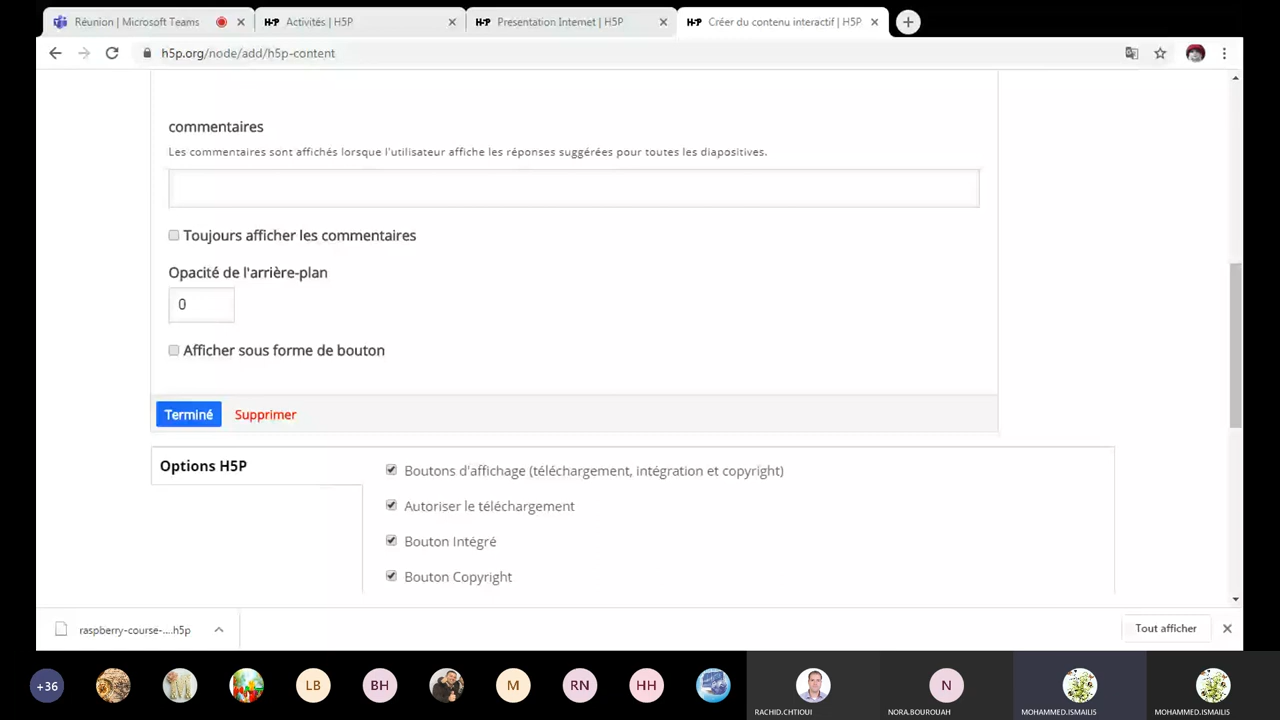 Réunion | Microsoft Teams
H-P Activités | H5P
H-P Presentation Internet | H5P
H-P Créer du contenu interactif | H5P
h5p.org/node/add/h5p-content
commentaires
Les commentaires sont affichés lorsque l'utilisateur affiche les réponses suggérées pour toutes les diapositives.
Toujours afficher les commentaires
Opacité de l'arrière-plan
0
Afficher sous forme de bouton
Terminé Supprimer
Options H5P
Boutons d'affichage (téléchargement, intégration et copyright)
Autoriser le téléchargement
Bouton Intégré
Bouton Copyright
raspberry-course-....h5p
Tout afficher
+36 LB BH M RN HH N
RACHID.CHTIOUI NORA.BOUROUAH MOHAMMED.ISMAILIS MOHAMMED.ISMAILIS